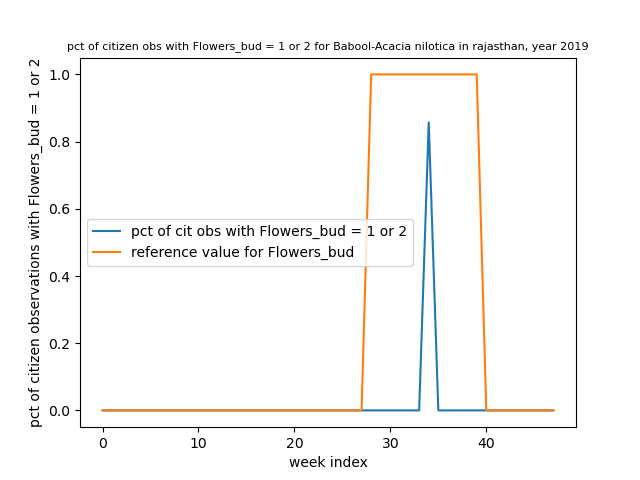 pct of citizen obs with Flowers_bud = 1 or 2 for Babool-Acacia nilotica in rajasthan, year 2019
pct of citizen observations with Flowers_bud = 1 or 2
1.0
0.8
0.6
0.4
0.2
0.0
pct of cit obs with Flowers_bud = 1 or 2
reference value for Flowers_bud
0 10 20 30 40
week index